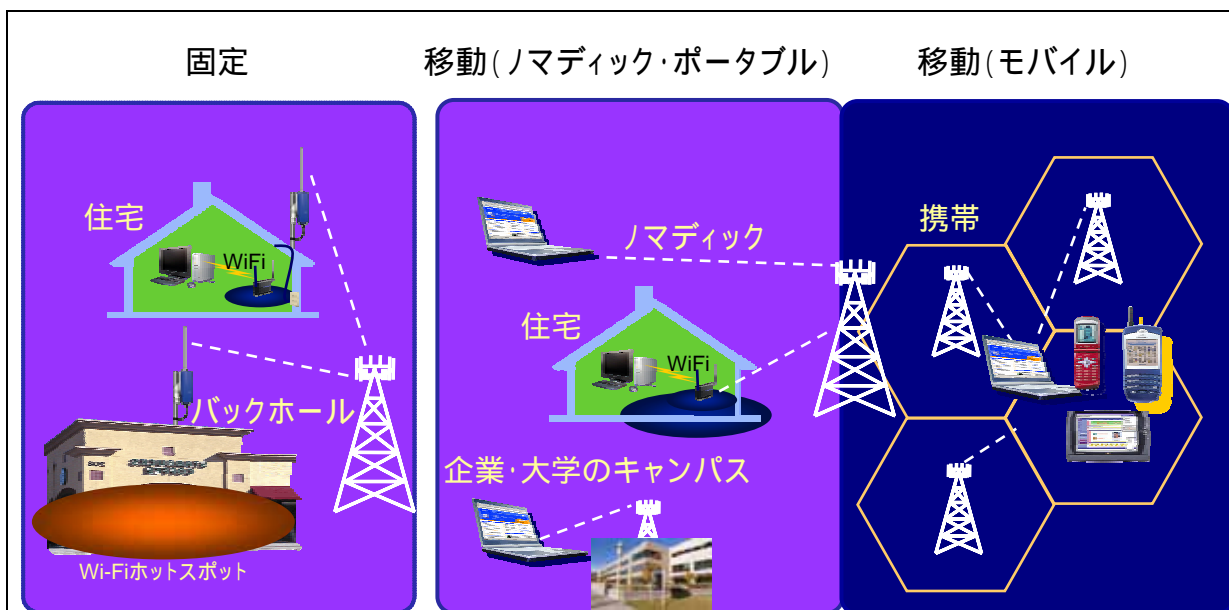 固定
移動(ノマディック・ポータブル)
移動(モバイル)
住宅
WiFi
バックホール
Wi-Fiホットスポット
ノマディック
住宅
WiFi
企業・大学のキャンパス
携帯